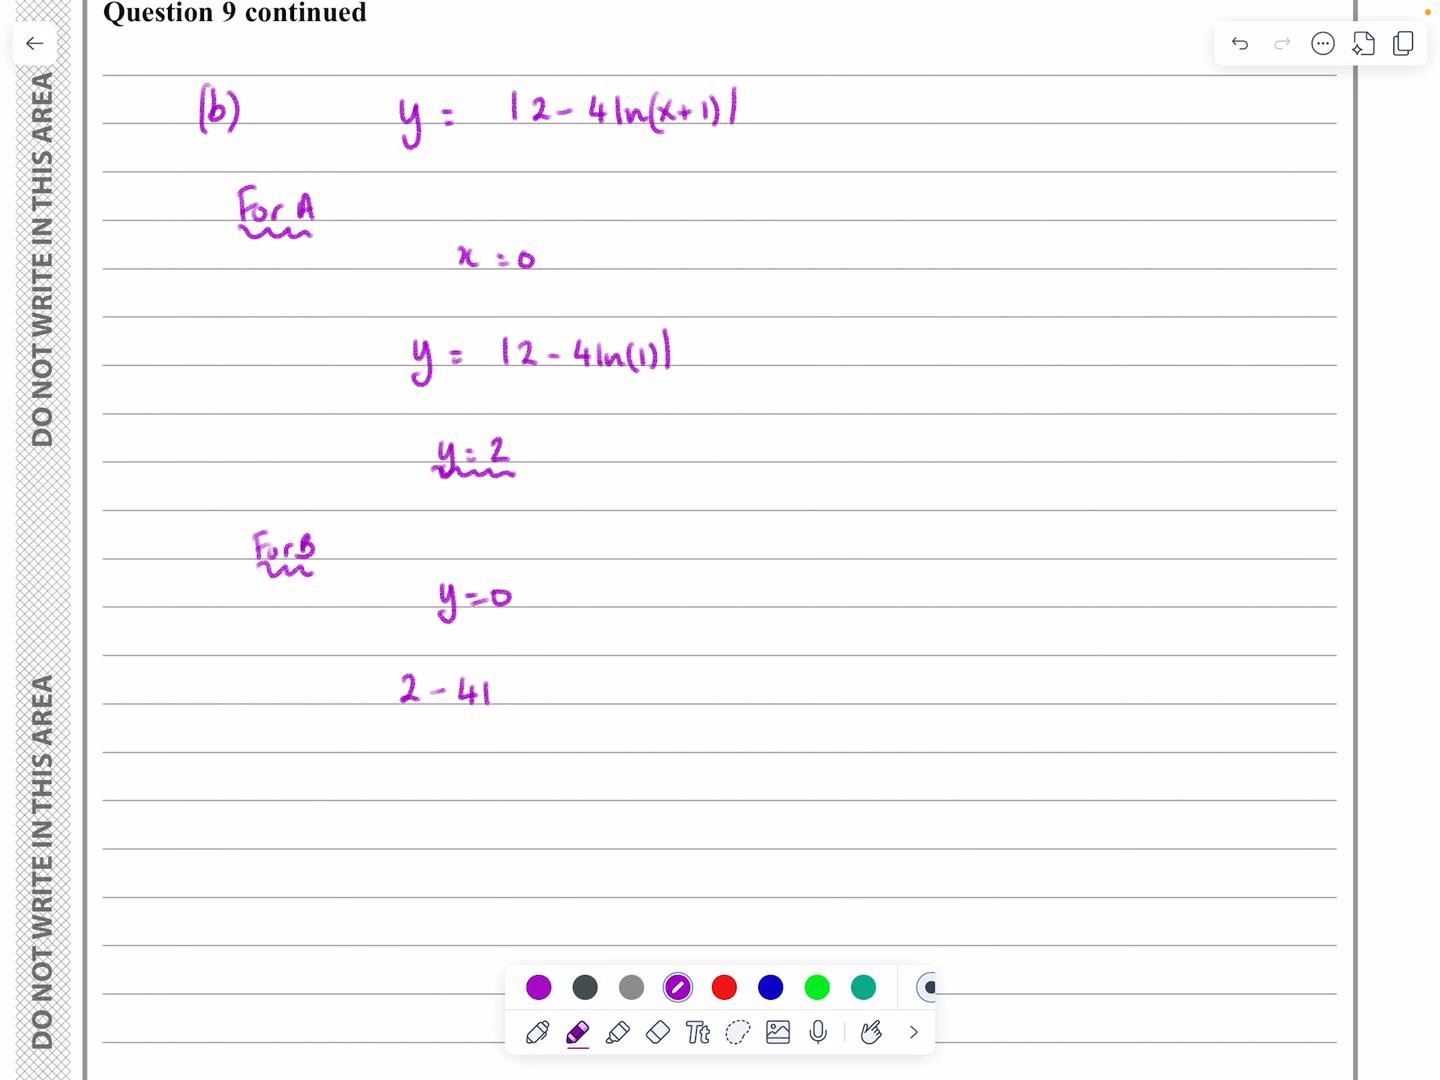 Question 9 continued
(b) y = |2 - 4ln(x+1)|
For A
x = 0
y = |2 - 4ln(1)|
y = 2
For B
y = 0
2 - 4l
DO NOT WRITE IN THIS AREA
DO NOT WRITE IN THIS AREA
Tt